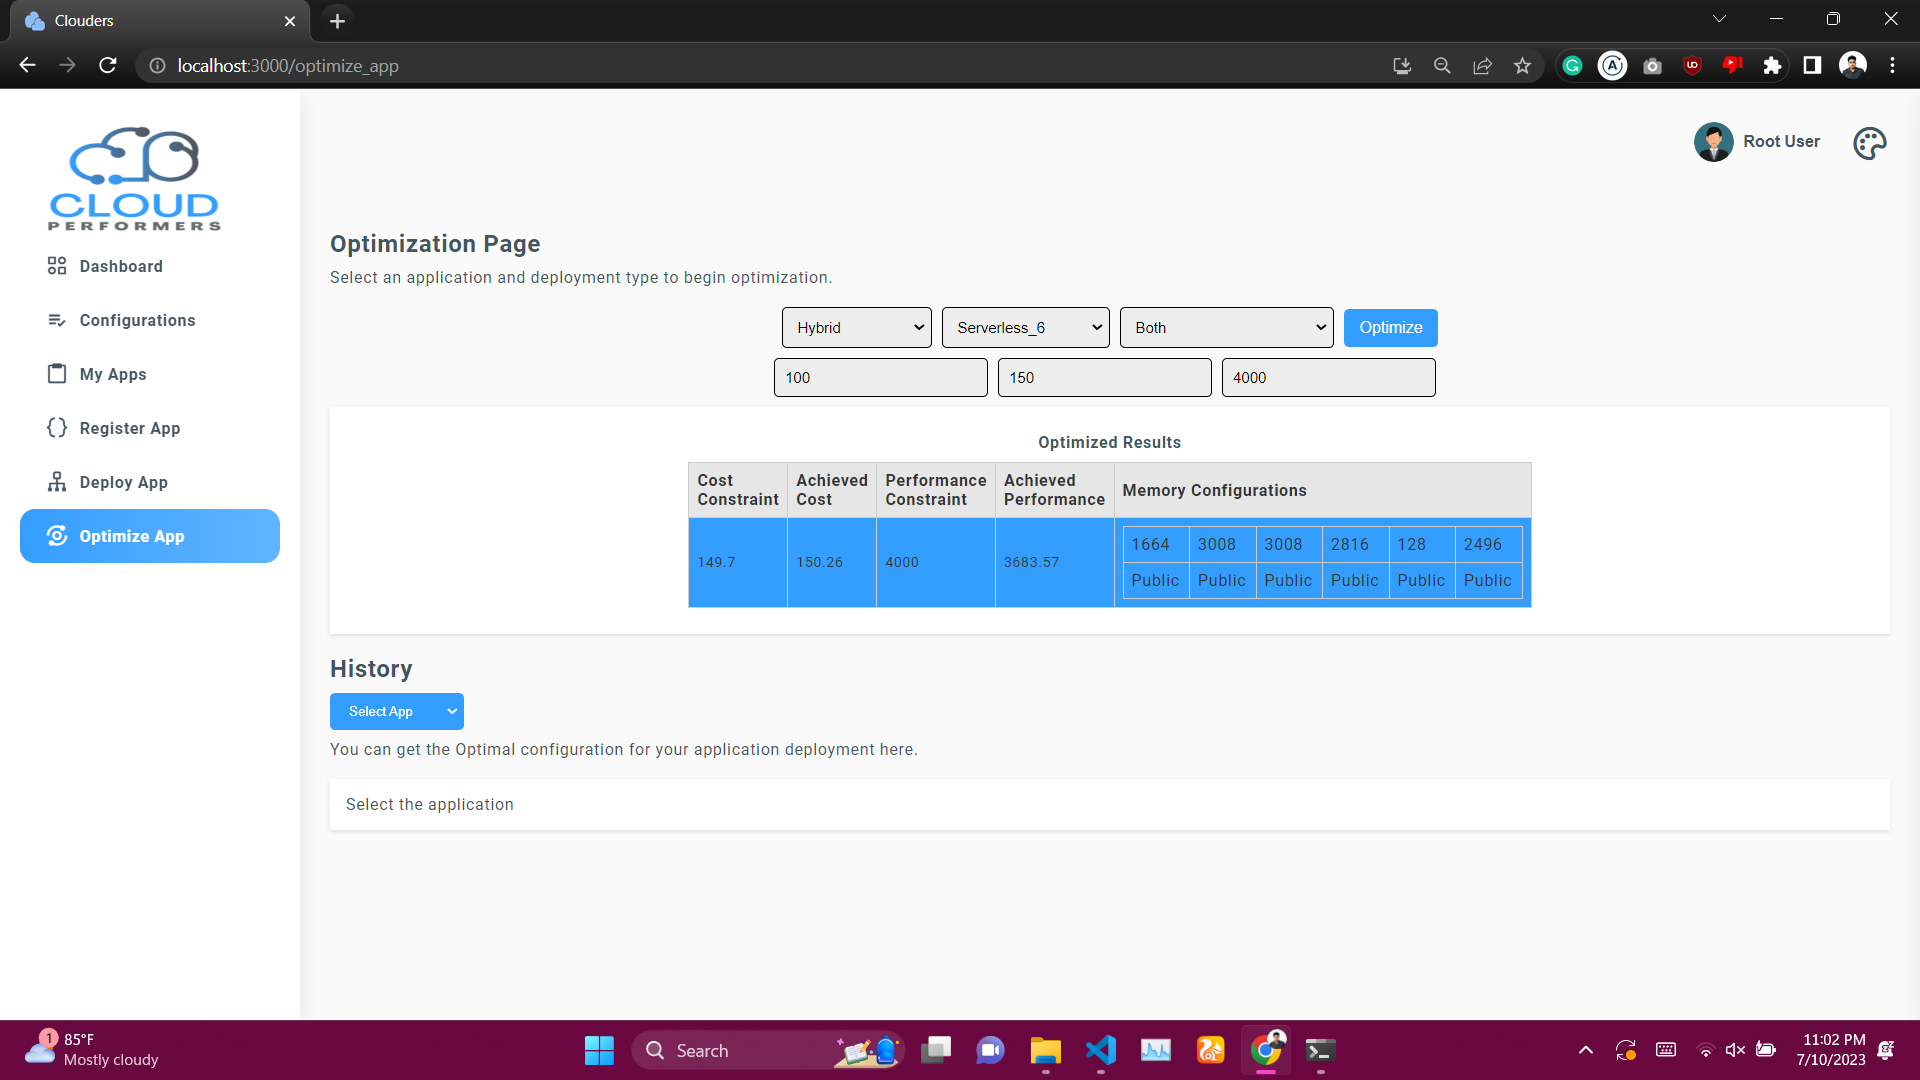 Clouders
localhost:3000/optimize_app
CLOUD
PERFORMERS
Dashboard
Configurations
My Apps
Register App
Deploy App
Optimize App
Root User
Optimization Page
Select an application and deployment type to begin optimization.
Hybrid Serverless_6 Both Optimize
100 150 4000
Optimized Results
Cost Constraint Achieved Cost Performance Constraint Achieved Performance Memory Configurations
149.7 150.26 4000 3683.57
1664 3008 3008 2816 128 2496
Public Public Public Public Public Public
History
Select App
You can get the Optimal configuration for your application deployment here.
Select the application
1
85°F
Mostly cloudy
Search
11:02 PM
7/10/2023